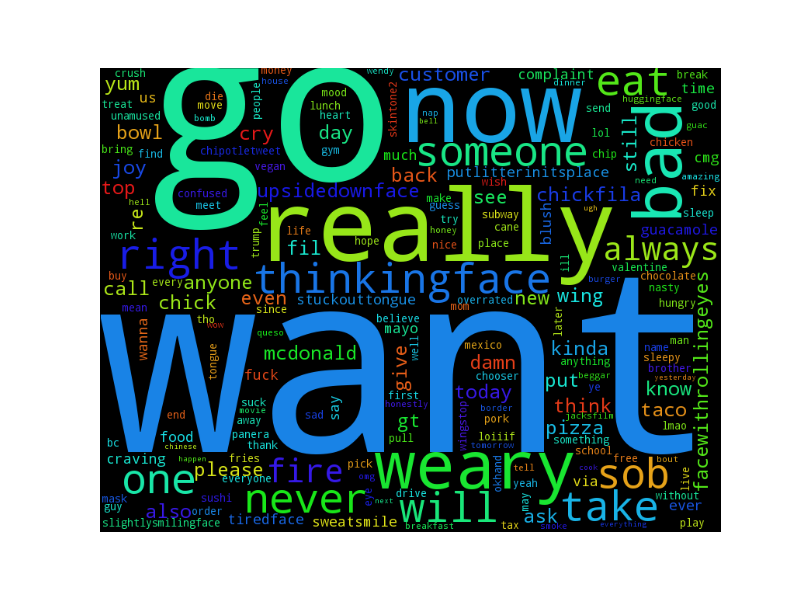 crush
money
house
wendy
customer
complaint
break
yum
go
now
eat
time
treat
us
die
move
people
mood
lunch
skintone2
huggingface
good
unamused
bomb
heart
send
still
bad
guac
bowl
cry
day
someone
lol
chicken
bring
find
chipotletweet
nap
bell
gym
much
chip
cmg
joy
vegan
back
putlitterinitsplace
amazing
top
confused
upsidedownface
wish
chickfila
need
fix
hell
meet
make
see
sleep
re
feel
guess
subway
ugh
blush
guacamole
work
life
try
honey
cane
right
trump
fil
hope
nice
place
really
always
ill
valentine
buy
every
anyone
thinkingface
burger
chocolate
nasty
call
chick
even
stuckouttongue
overrated
new
wing
hungry
mean
tho
since
mom
later
wow
believe
mayo
well
want
man
wanna
mcdonald
queso
mexico
kinda
name
sleepy
tongue
give
damn
anything
yesterday
fuck
chooser
put
beggar
brother
ye
know
facewithrollingeyes
suck
first
today
movie
honestly
border
think
jacksfilm
taco
end
away
sad
say
gt
pork
wingstop
pizza
lmao
bc
food
panera
pull
loiiif
something
chinese
thank
tomorrow
school
craving
happen
fries
weary
free
bout
one
please
everyone
fire
pick
tell
sob
live
omg
okhand
yeah
via
cook
mask
sushi
never
eye
drive
will
may
take
without
guy
also
order
next
ask
ever
slightlysmilingface
tiredface
sweatsmile
breakfast
tax
smoke
everything
play